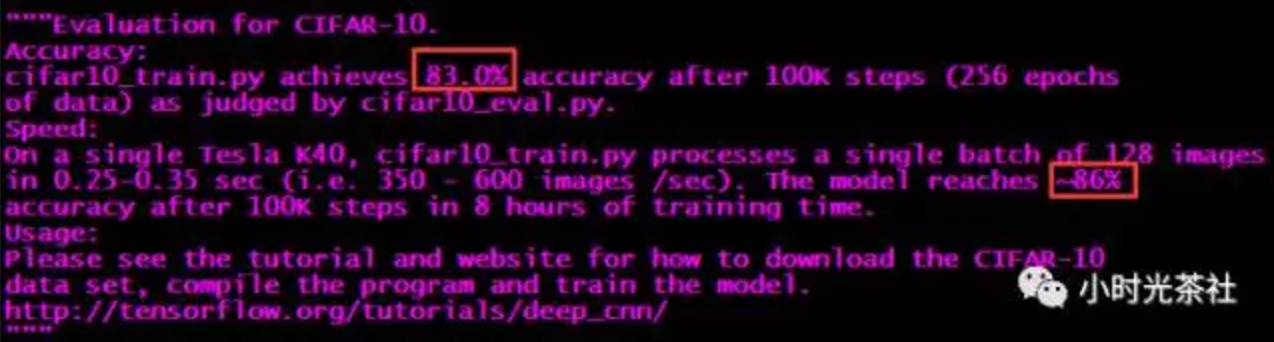 """Evaluation for CIFAR-10.
Accuracy:
cifar10_train.py achieves 83.0% accuracy after 100K steps (256 epochs
of data) as judged by cifar10_eval.py.
Speed:
On a single Tesla K40, cifar10_train.py processes a single batch of 128 images
in 0.25-0.35 sec (i.e. 350 - 600 images /sec). The model reaches ~86%
accuracy after 100K steps in 8 hours of training time.
Usage:
Please see the tutorial and website for how to download the CIFAR-10
data set, compile the program and train the model.
http://tensorflow.org/tutorials/deep_cnn/
"""
小时光茶社